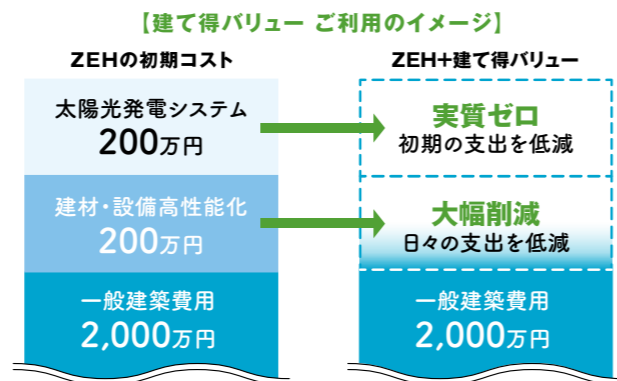 【建て得バリュー ご利用のイメージ】
ZEHの初期コスト
太陽光発電システム
200万円
建材・設備高性能化
200万円
一般建築費用
2,000万円
ZEH+建て得バリュー
実質ゼロ
初期の支出を低減
大幅削減
日々の支出を低減
一般建築費用
2,000万円